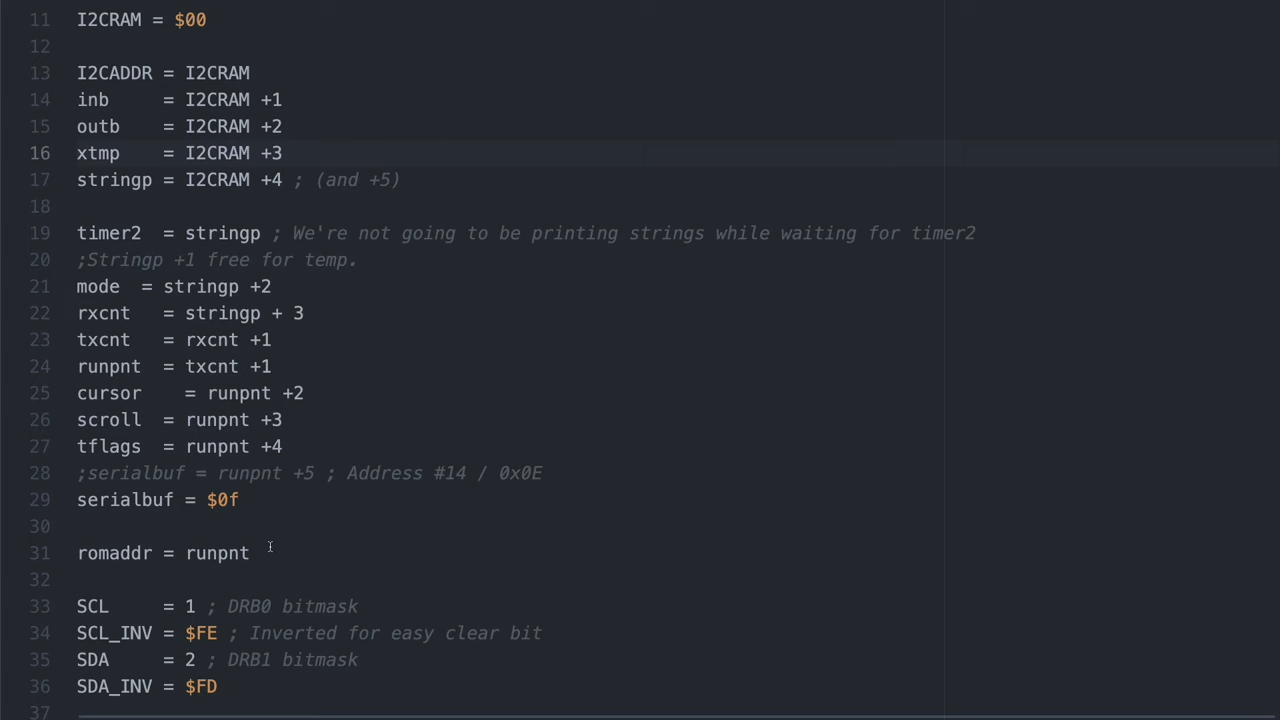 11 I2CRAM = $00
12
13 I2CADDR = I2CRAM
14 inb     = I2CRAM +1
15 outb    = I2CRAM +2
16 xtmp    = I2CRAM +3
17 stringp = I2CRAM +4 ; (and +5)
18
19 timer2  = stringp ; We're not going to be printing strings while waiting for timer2
20 ;Stringp +1 free for temp.
21 mode  = stringp +2
22 rxcnt   = stringp + 3
23 txcnt   = rxcnt +1
24 runpnt  = txcnt +1
25 cursor    = runpnt +2
26 scroll  = runpnt +3
27 tflags  = runpnt +4
28 ;serialbuf = runpnt +5 ; Address #14 / 0x0E
29 serialbuf = $0f
30
31 romaddr = runpnt
32
33 SCL     = 1 ; DRB0 bitmask
34 SCL_INV = $FE ; Inverted for easy clear bit
35 SDA     = 2 ; DRB1 bitmask
36 SDA_INV = $FD
37